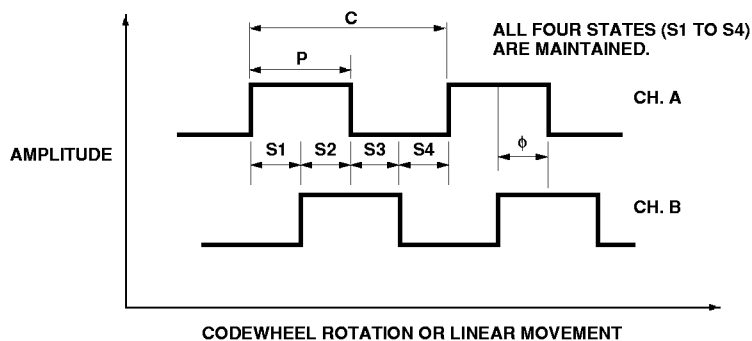 C
ALL FOUR STATES (S1 TO S4)
ARE MAINTAINED.
P
CH. A
AMPLITUDE
S1 S2 S3 S4
ϕ
CH. B
CODEWHEEL ROTATION OR LINEAR MOVEMENT